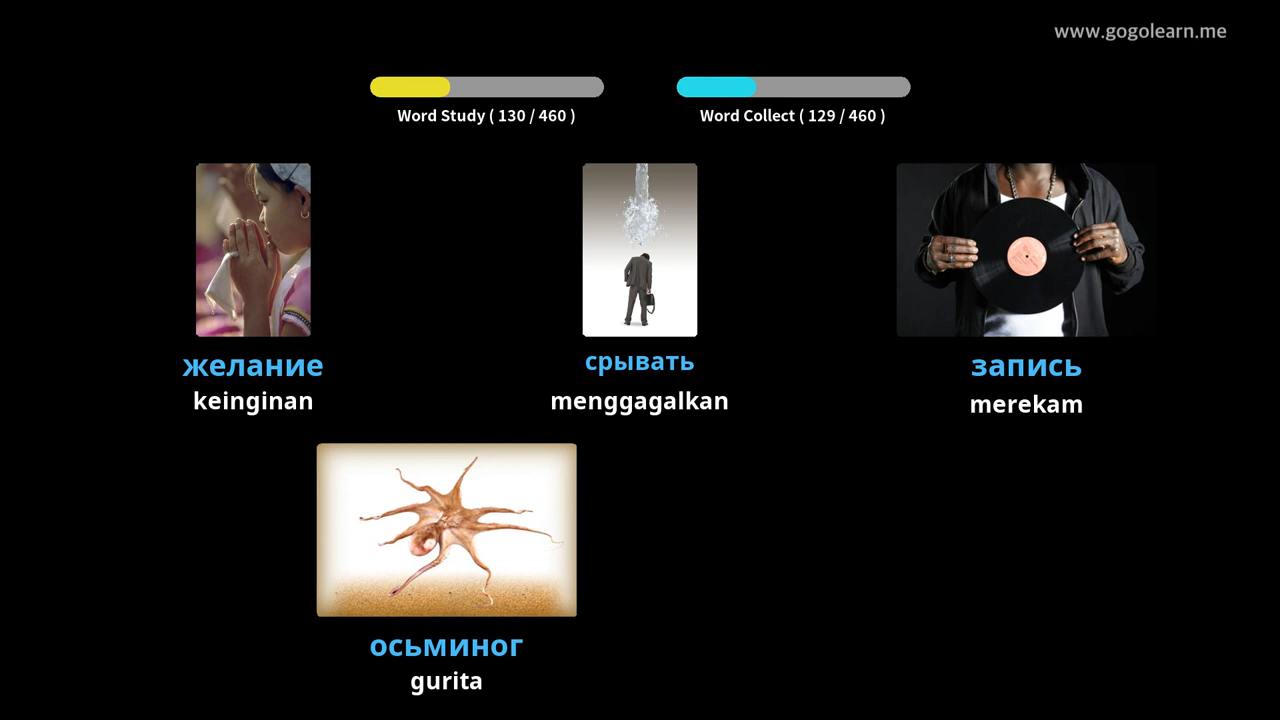 www.gogolearn.me
Word Study ( 130 / 460 )
Word Collect ( 129 / 460 )
желание
keinginan
срывать
menggagalkan
запись
merekam
осьминог
gurita